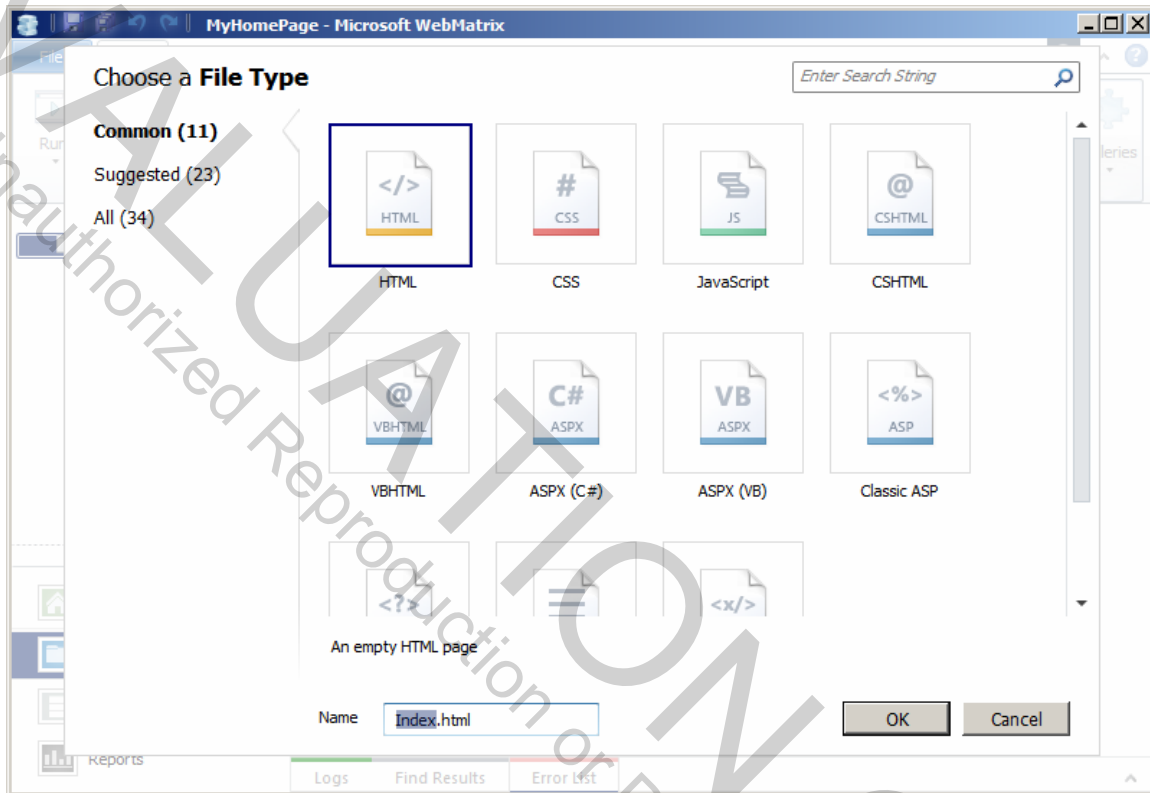 MyHomePage - Microsoft WebMatrix
File
Choose a File Type
Enter Search String
Run
Common (11)
Suggested (23)
All (34)
</>
HTML
HTML
#
CSS
CSS
JS
JavaScript
@
CSHTML
CSHTML
@
VBHTML
VBHTML
C#
ASPX
ASPX (C#)
VB
ASPX
ASPX (VB)
<%>
ASP
Classic ASP
<?>
<x/>
An empty HTML page
Name
Index.html
OK
Cancel
Reports
Logs
Find Results
Error List
Reproduction or